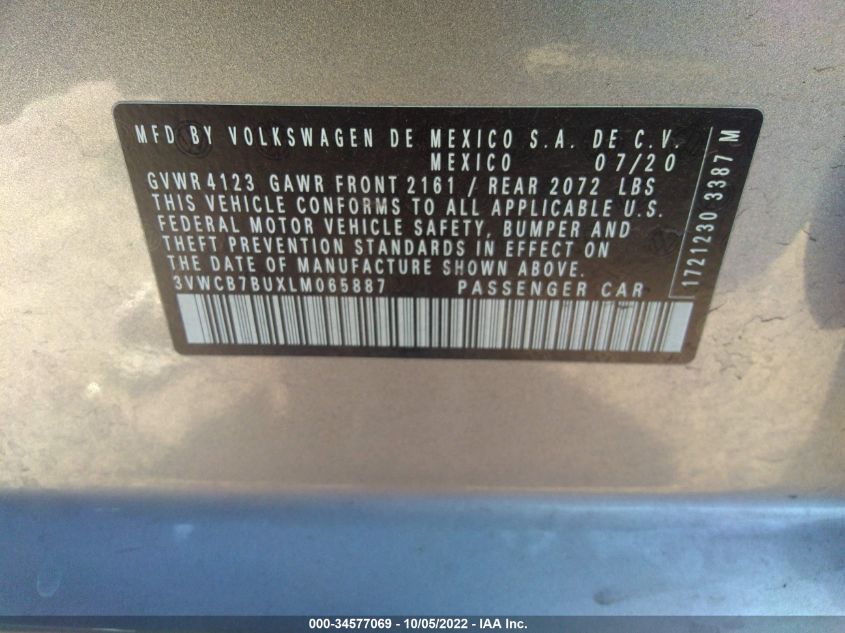 MFD BY VOLKSWAGEN DE MEXICO S.A. DE C.V.
MEXICO 07/20
GVWR 4123 GAWR FRONT 2161 / REAR 2072 LBS
THIS VEHICLE CONFORMS TO ALL APPLICABLE U.S.
FEDERAL MOTOR VEHICLE SAFETY, BUMPER AND
THEFT PREVENTION STANDARDS IN EFFECT ON
THE DATE OF MANUFACTURE SHOWN ABOVE.
3VWCB7BUXLM065887 PASSENGER CAR
1721230 3387 M
000-34577069 - 10/05/2022 - IAA Inc.